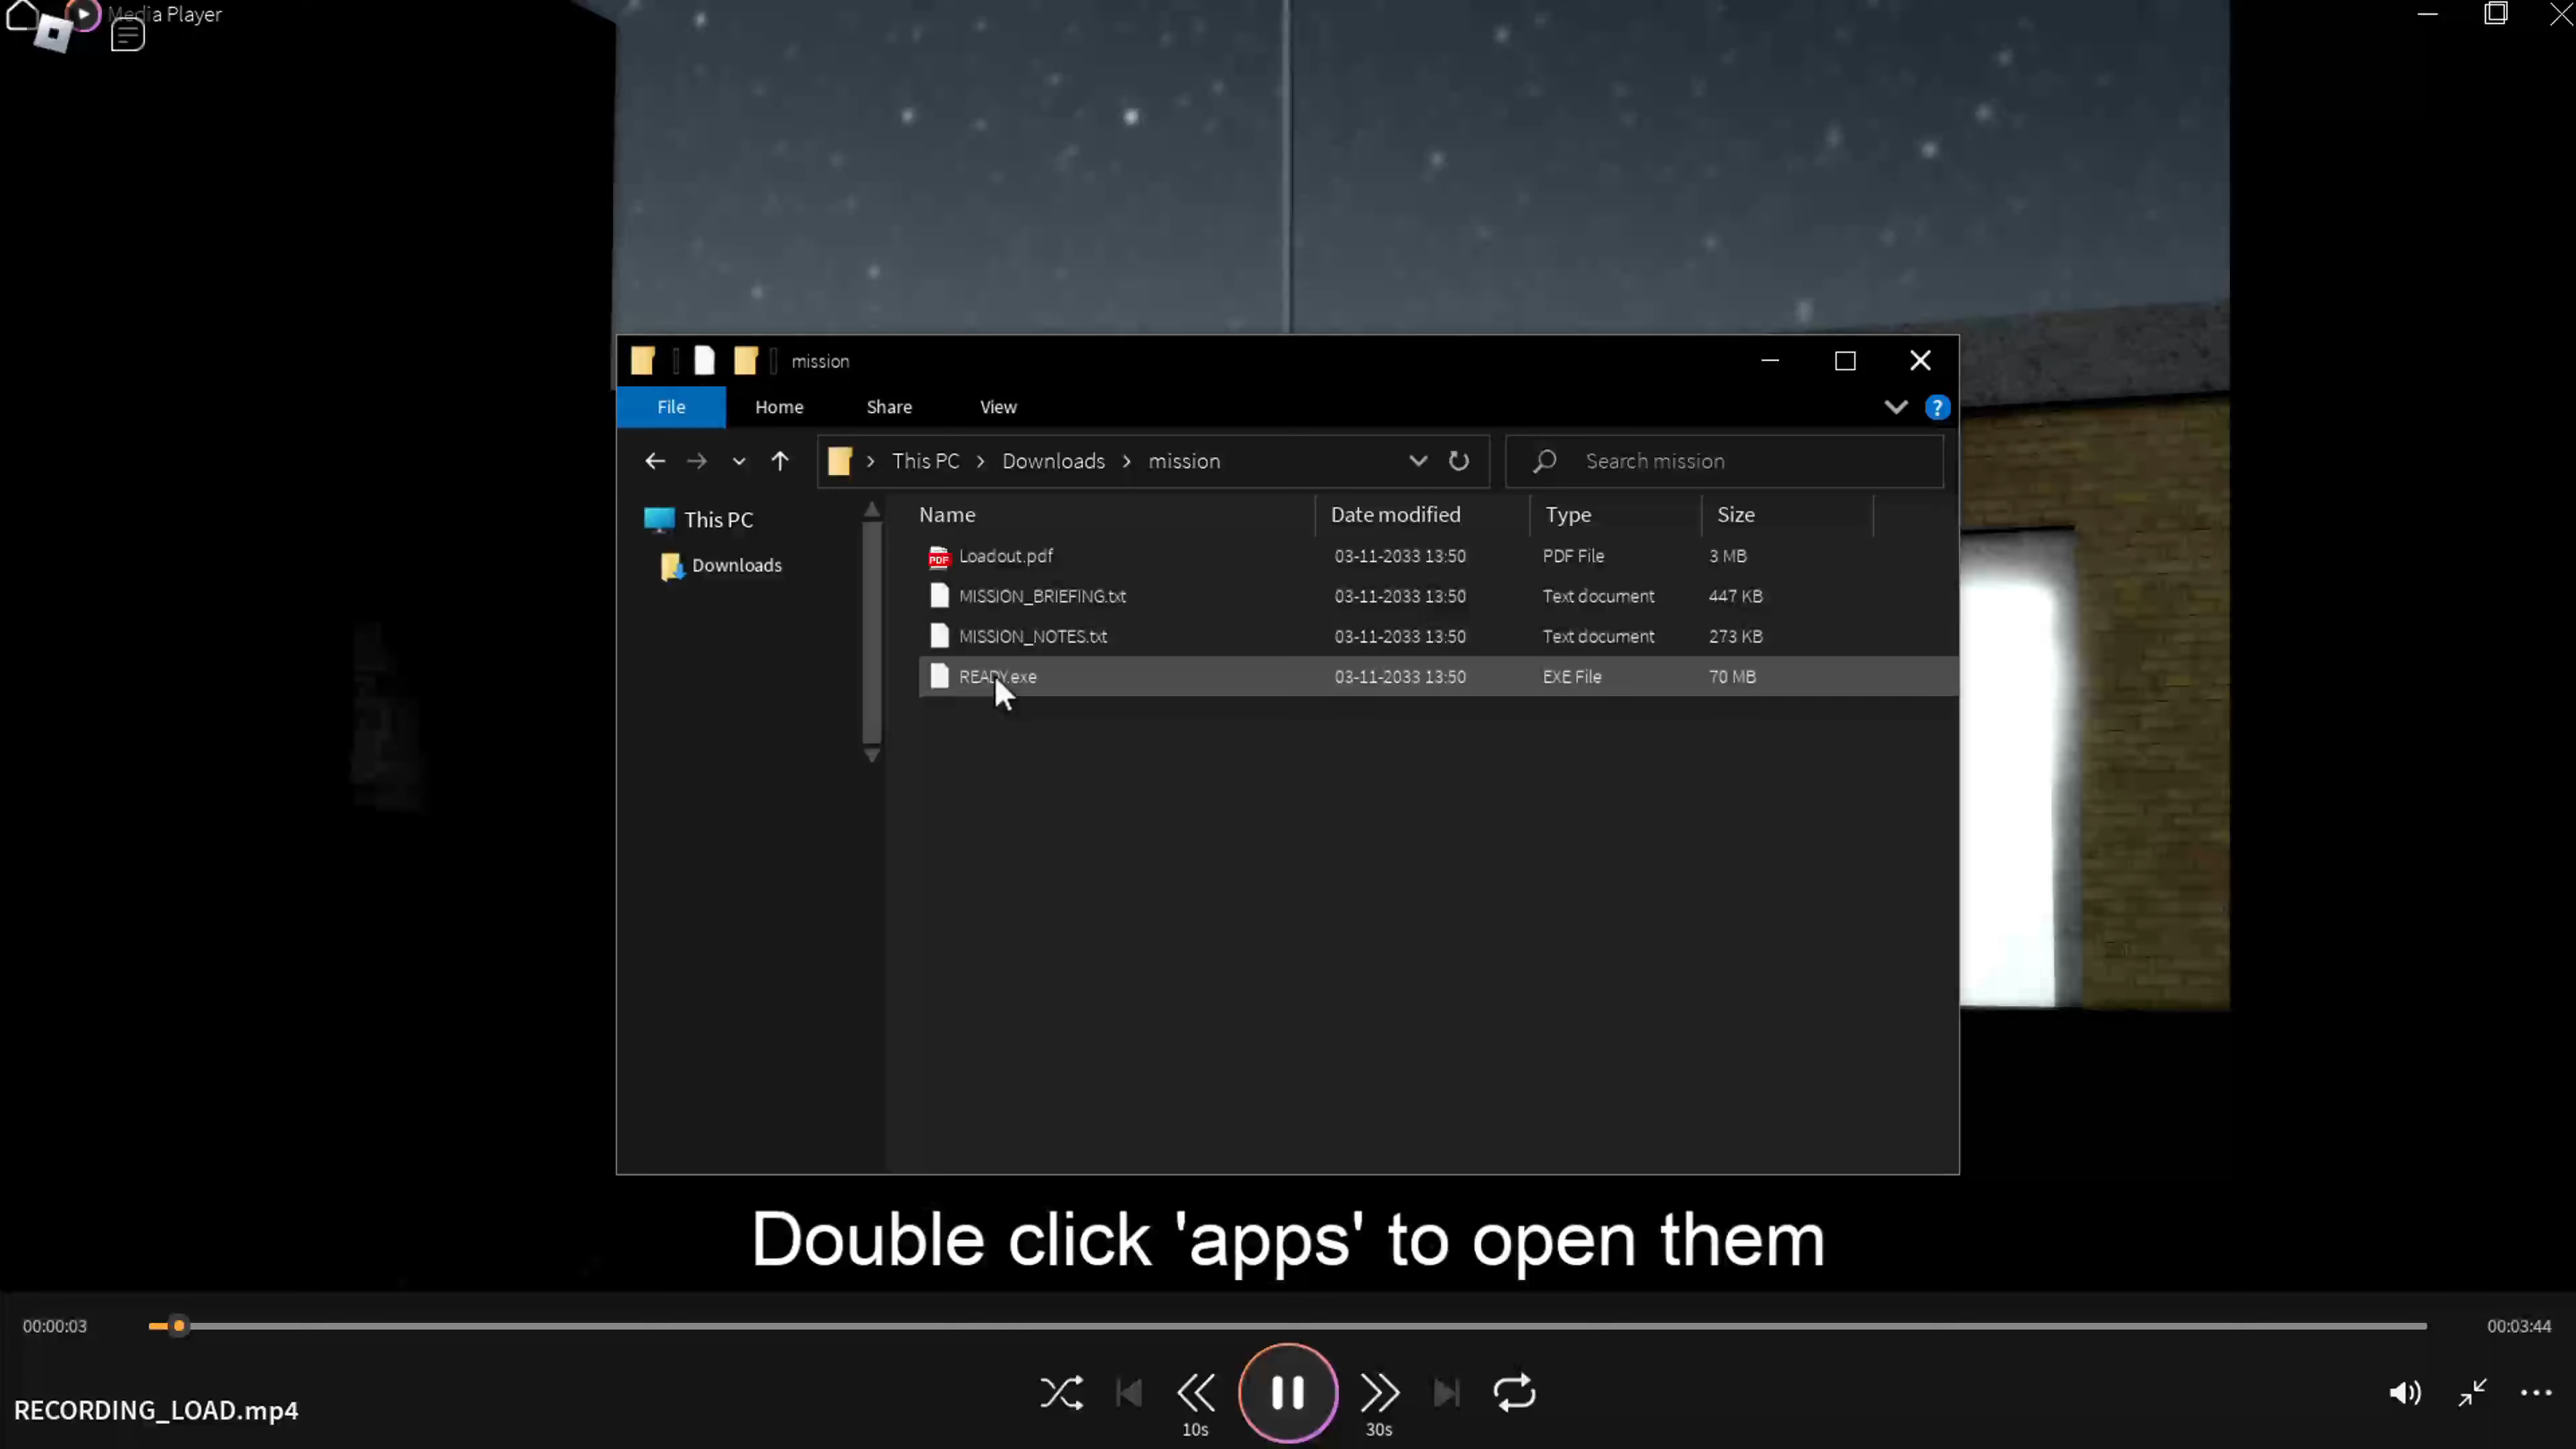 Media Player
mission
File Home Share View ?
This PC Downloads mission Search mission
This PC
Downloads
Name Date modified Type Size
PDF Loadout.pdf 03-11-2033 13:50 PDF File 3 MB
MISSION_BRIEFING.txt 03-11-2033 13:50 Text document 447 KB
MISSION_NOTES.txt 03-11-2033 13:50 Text document 273 KB
READY.exe 03-11-2033 13:50 EXE File 70 MB
Double click 'apps' to open them
00:00:03 00:03:44
RECORDING_LOAD.mp4
10s 30s